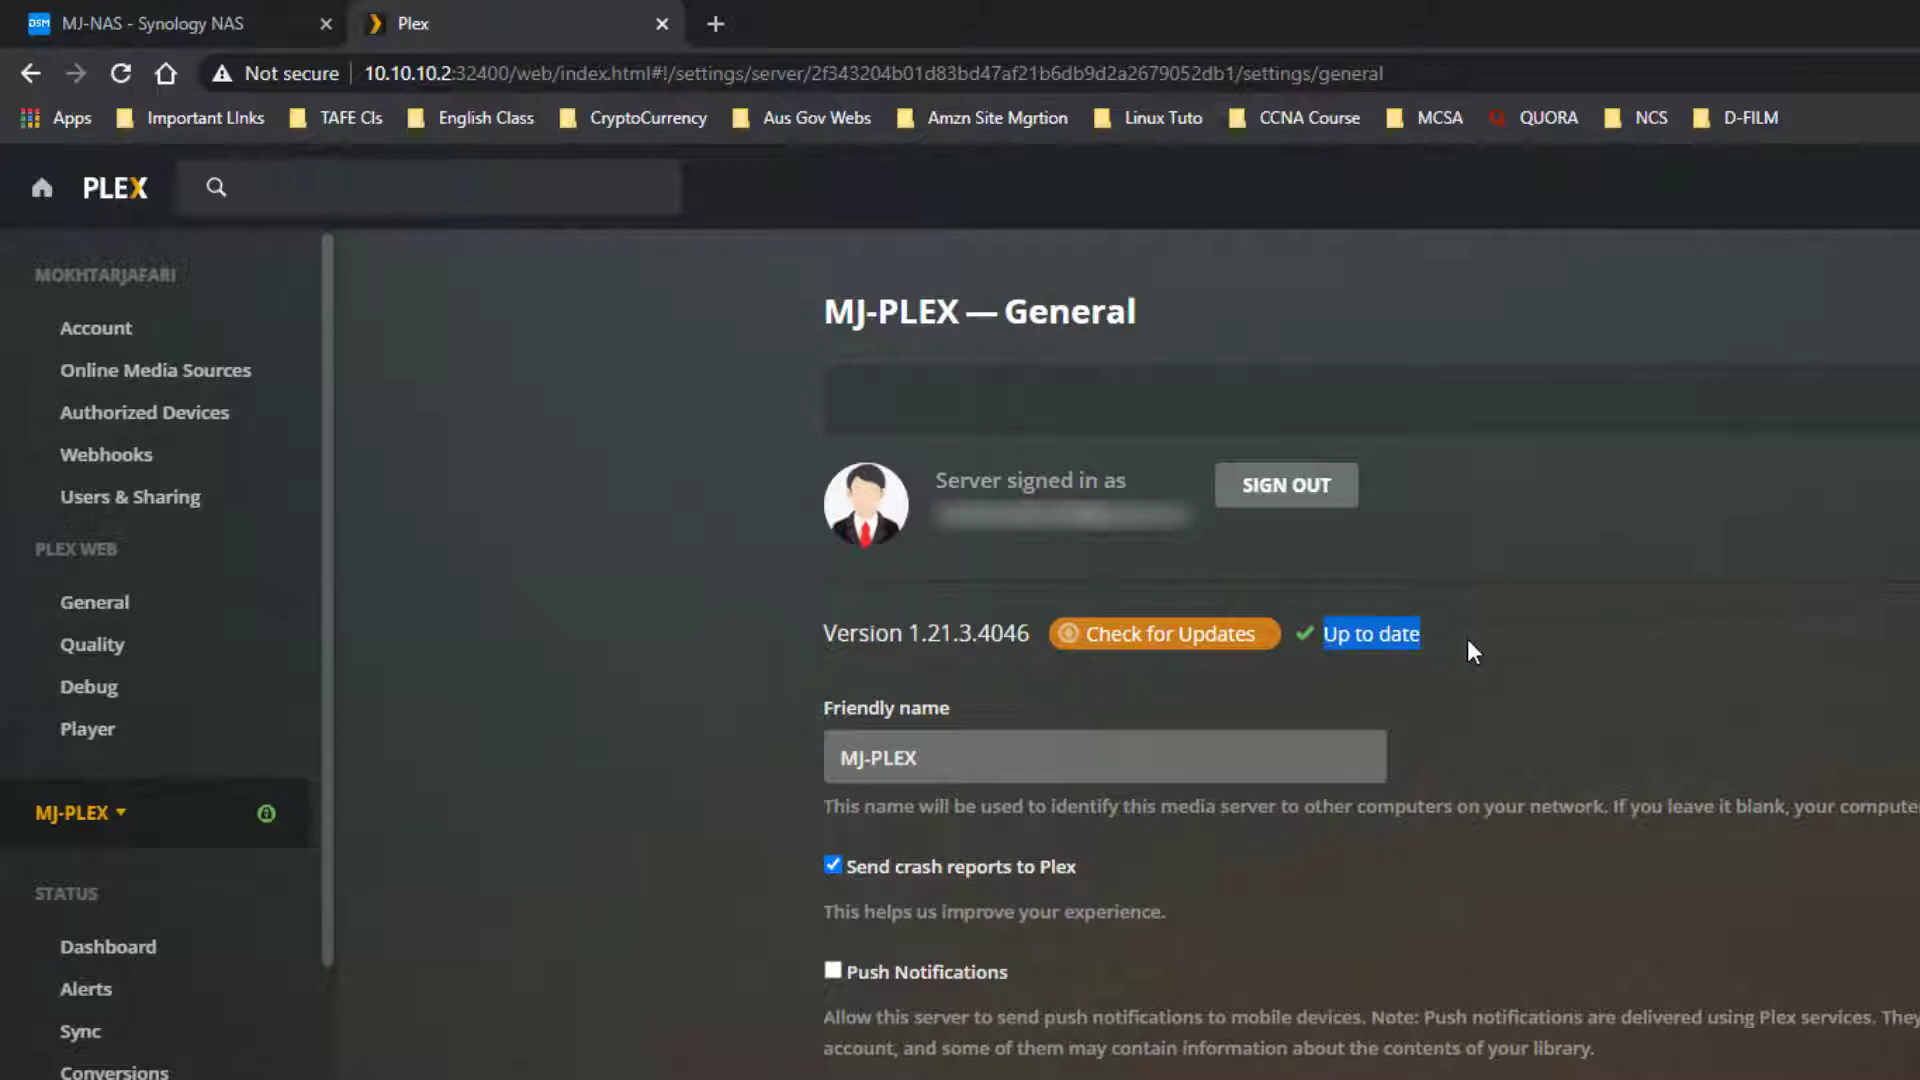 DSM MJ-NAS - Synology NAS
Plex
Not secure
10.10.10.2:32400/web/index.html#!/settings/server/2f343204b01d83bd47af21b6db9d2a2679052db1/settings/general
Apps
Important LInks
TAFE Cls
English Class
CryptoCurrency
Aus Gov Webs
Amzn Site Mgrtion
Linux Tuto
CCNA Course
MCSA
QUORA
NCS
D-FILM
PLEX
MOKHTARJAFARI
Account
Online Media Sources
Authorized Devices
Webhooks
Users & Sharing
PLEX WEB
General
Quality
Debug
Player
MJ-PLEX
STATUS
Dashboard
Alerts
Sync
Conversions
MJ-PLEX — General
Server signed in as
SIGN OUT
Version 1.21.3.4046
Check for Updates
Up to date
Friendly name
MJ-PLEX
This name will be used to identify this media server to other computers on your network. If you leave it blank, your compute
Send crash reports to Plex
This helps us improve your experience.
Push Notifications
Allow this server to send push notifications to mobile devices. Note: Push notifications are delivered using Plex services. They
account, and some of them may contain information about the contents of your library.